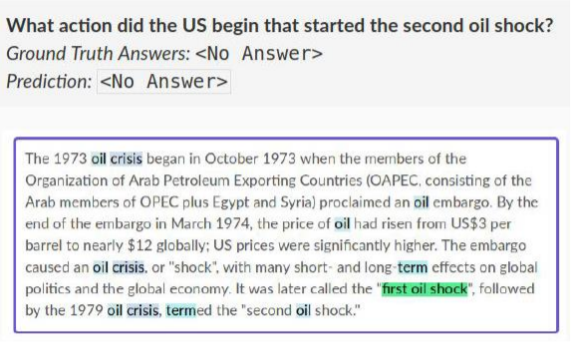 What action did the US begin that started the second oil shock?
Ground Truth Answers: <No Answer>
Prediction: <No Answer>
The 1973 oil crisis began in October 1973 when the members of the
Organization of Arab Petroleum Exporting Countries (OAPEC, consisting of the
Arab members of OPEC plus Egypt and Syria) proclaimed an oil embargo. By the
end of the embargo in March 1974, the price of oil had risen from US$3 per
barrel to nearly $12 globally; US prices were significantly higher. The embargo
caused an oil crisis, or "shock", with many short- and long-term effects on global
politics and the global economy. It was later called the "first oil shock", followed
by the 1979 oil crisis, termed the "second oil shock."